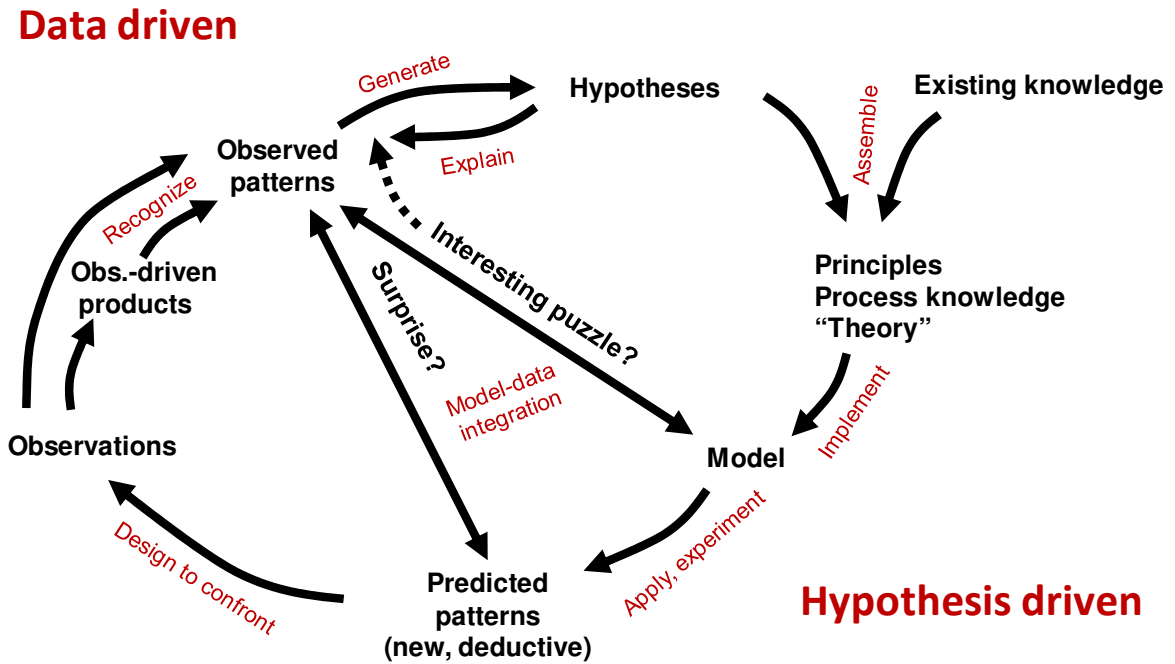 Data driven
Generate
Hypotheses
Existing knowledge
Assemble
Explain
Observed
patterns
Recognize
Obs.-driven
products
Interesting puzzle?
Surprise?
Principles
Process knowledge
“Theory”
Model-data
integration
Implement
Observations
Model
Design to confront
Apply, experiment
Predicted
patterns
(new, deductive)
Hypothesis driven